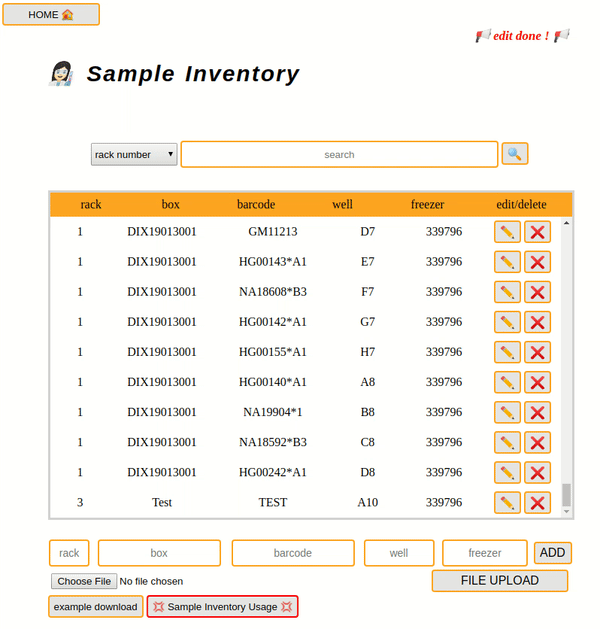 HOME 🏠
📢 edit done ! 📢
Sample Inventory
rack number search
rack box barcode well freezer edit/delete
1 DIX19013001 GM11213 D7 339796
1 DIX19013001 HG00143*A1 E7 339796
1 DIX19013001 NA18608*B3 F7 339796
1 DIX19013001 HG00142*A1 G7 339796
1 DIX19013001 HG00155*A1 H7 339796
1 DIX19013001 HG00140*A1 A8 339796
1 DIX19013001 NA19904*1 B8 339796
1 DIX19013001 NA18592*B3 C8 339796
1 DIX19013001 HG00242*A1 D8 339796
3 Test TEST A10 339796
rack box barcode well freezer ADD
Choose File No file chosen FILE UPLOAD
example download 💢 Sample Inventory Usage 💢